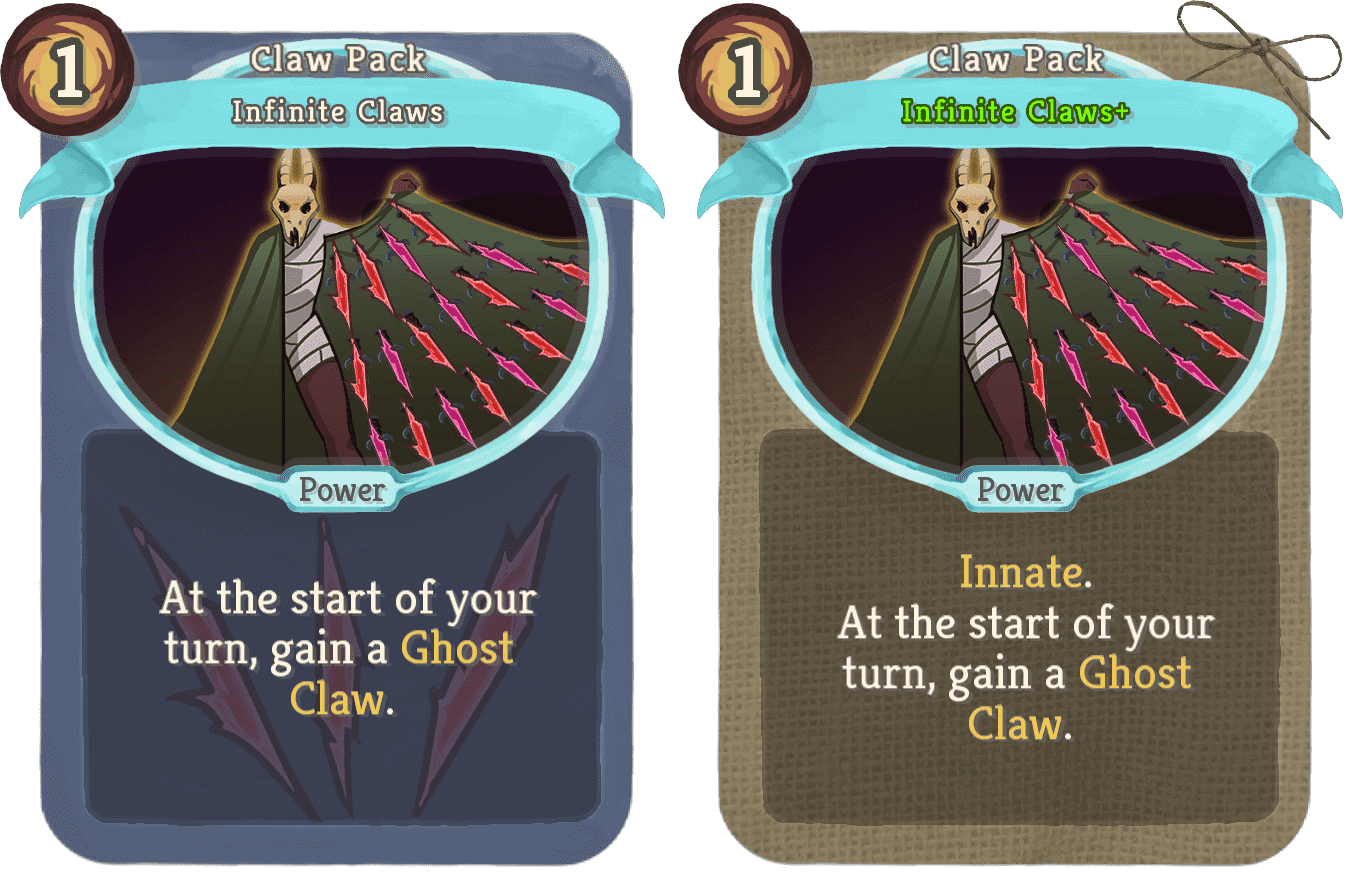 1
Claw Pack
Infinite Claws
Power
At the start of your
turn, gain a Ghost
Claw.
1
Claw Pack
Infinite Claws+
Power
Innate.
At the start of your
turn, gain a Ghost
Claw.